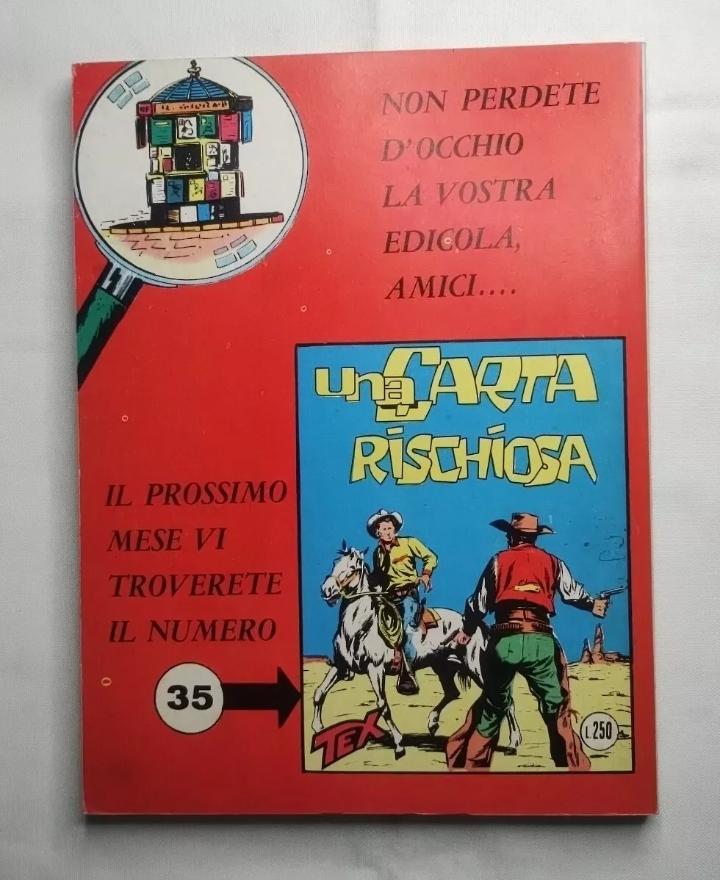 NON PERDETE
D'OCCHIO
LA VOSTRA
EDICOLA,
AMICI....
UNA CARTA
RISCHIOSA
IL PROSSIMO
MESE VI
TROVERETE
IL NUMERO
35
TEX
L.250